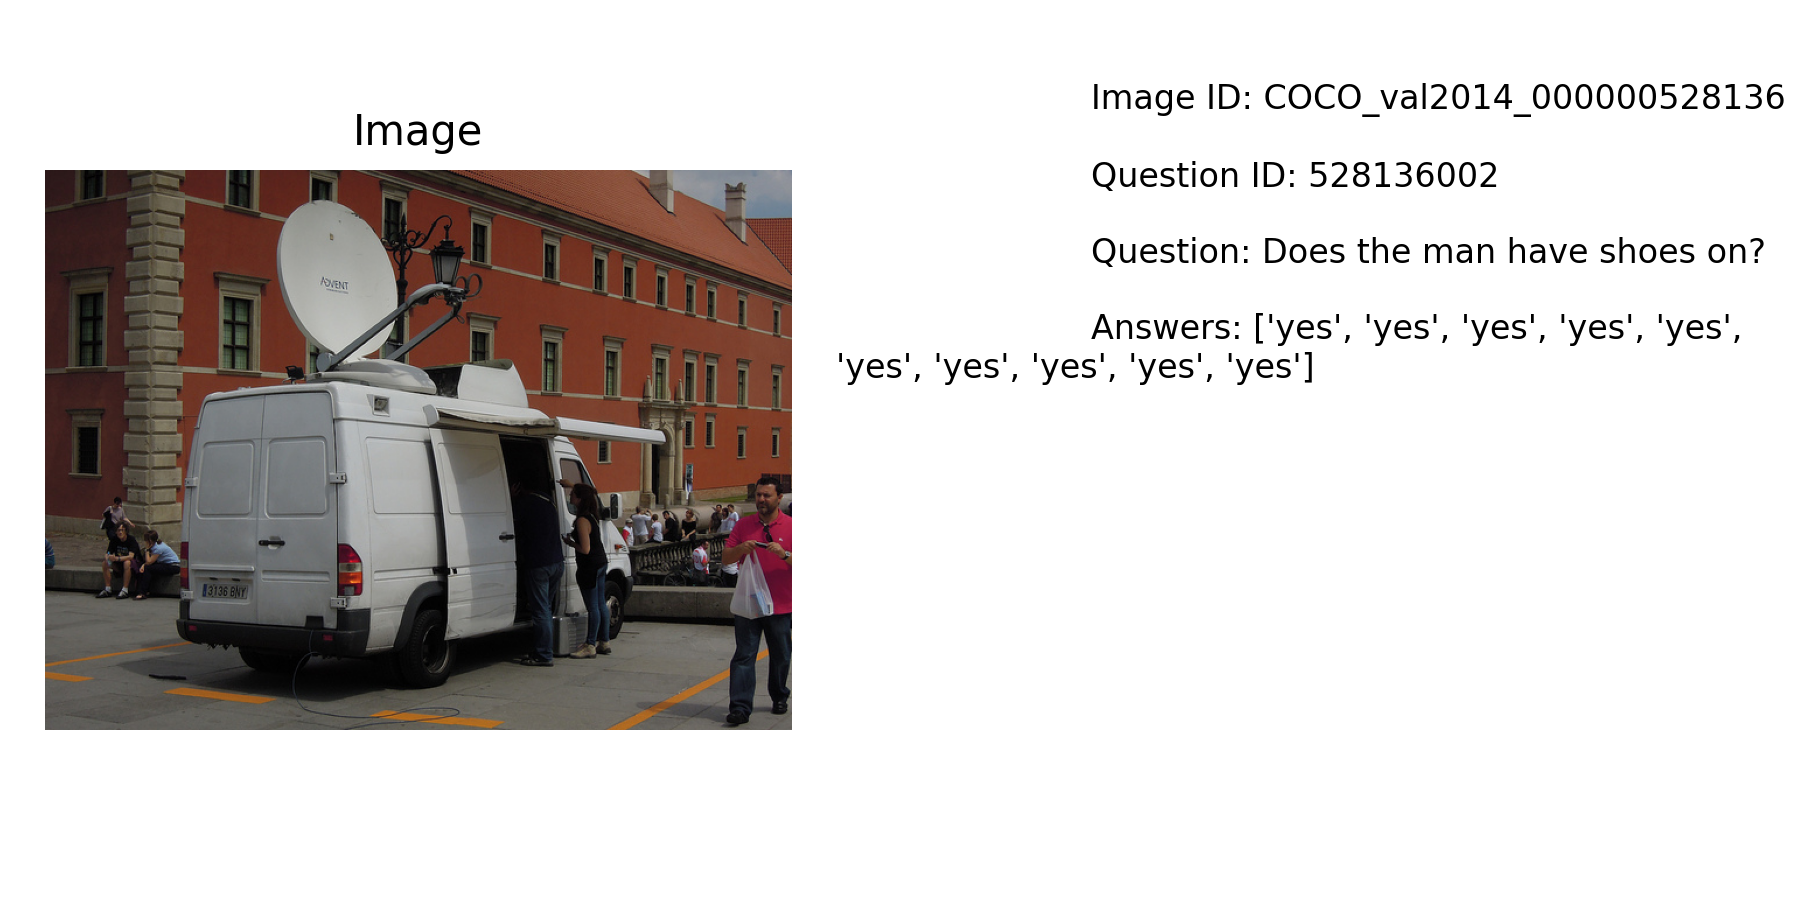 Image
ADVENT
3136 BNY
Image ID: COCO_val2014_000000528136
Question ID: 528136002
Question: Does the man have shoes on?
Answers: ['yes', 'yes', 'yes', 'yes', 'yes',
'yes', 'yes', 'yes', 'yes', 'yes']